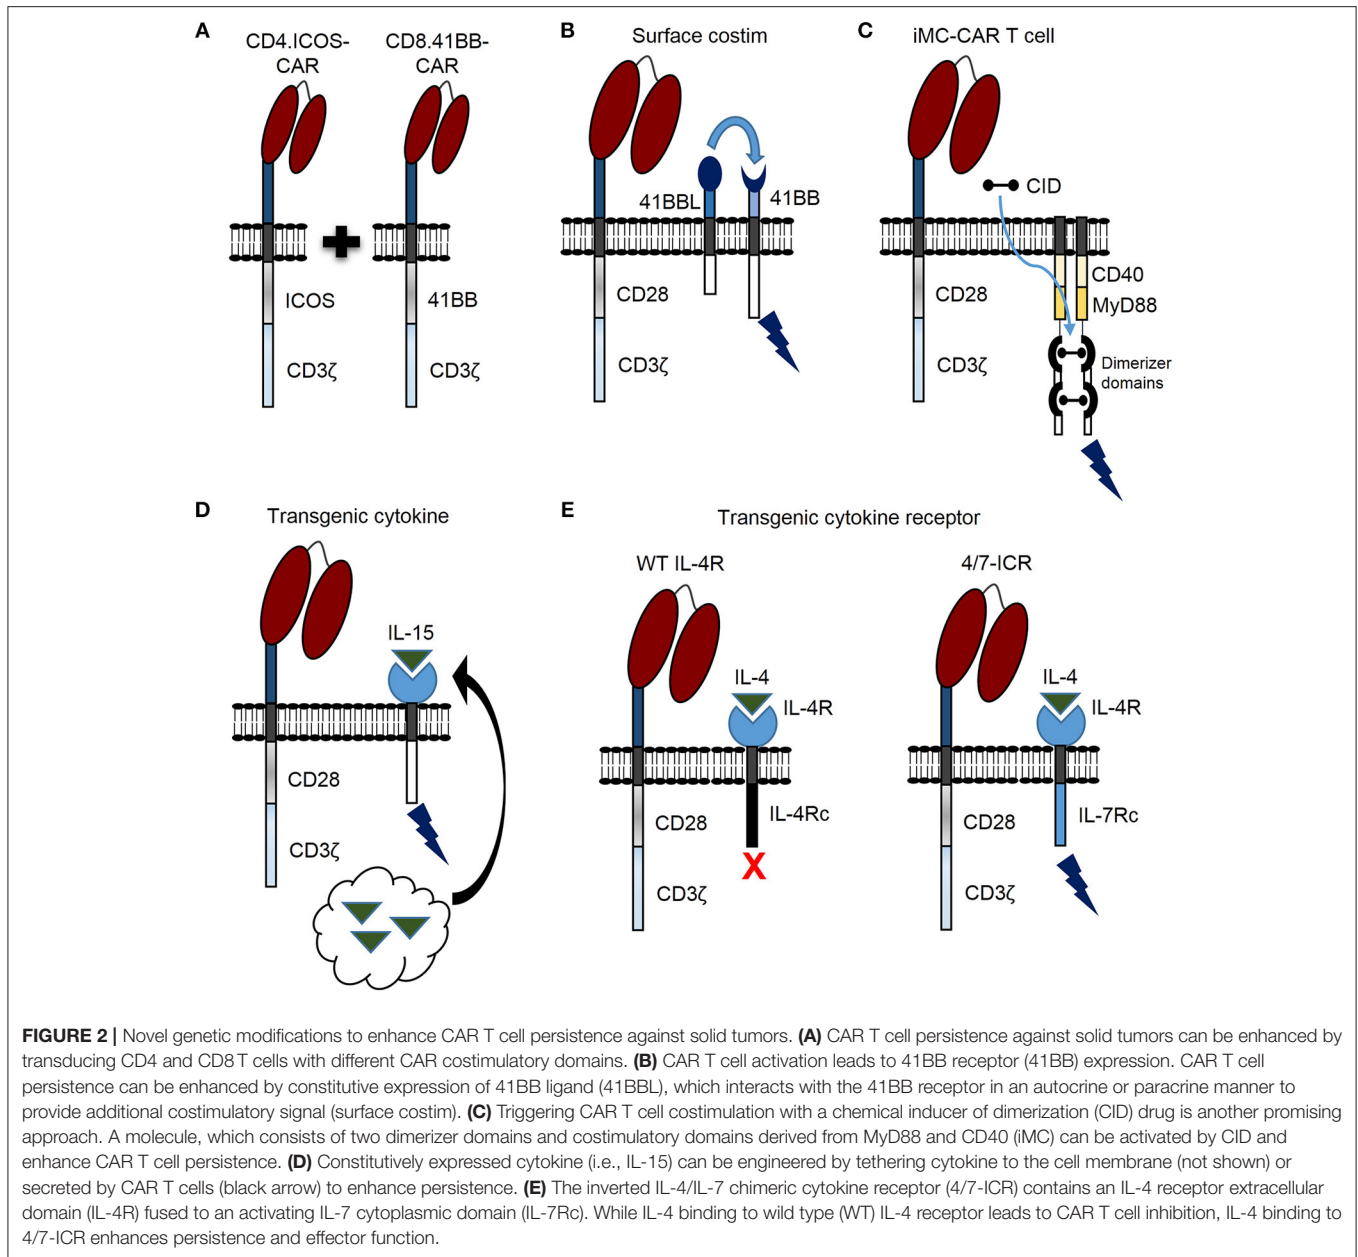 A
CD4.ICOS-
CAR
CD8.41BB-
CAR
ICOS
41BB
CD3ζ
CD3ζ
B
Surface costim
41BBL
41BB
CD28
CD3ζ
C
iMC-CAR T cell
CID
CD40
MyD88
CD28
CD3ζ
Dimerizer
domains
D
Transgenic cytokine
IL-15
CD28
CD3ζ
E
Transgenic cytokine receptor
WT IL-4R
IL-4
IL-4R
CD28
IL-4Rc
X
CD3ζ
4/7-ICR
IL-4
IL-4R
CD28
IL-7Rc
CD3ζ
FIGURE 2 | Novel genetic modifications to enhance CAR T cell persistence against solid tumors. (A) CAR T cell persistence against solid tumors can be enhanced by
transducing CD4 and CD8 T cells with different CAR costimulatory domains. (B) CAR T cell activation leads to 41BB receptor (41BB) expression. CAR T cell
persistence can be enhanced by constitutive expression of 41BB ligand (41BBL), which interacts with the 41BB receptor in an autocrine or paracrine manner to
provide additional costimulatory signal (surface costim). (C) Triggering CAR T cell costimulation with a chemical inducer of dimerization (CID) drug is another promising
approach. A molecule, which consists of two dimerizer domains and costimulatory domains derived from MyD88 and CD40 (iMC) can be activated by CID and
enhance CAR T cell persistence. (D) Constitutively expressed cytokine (i.e., IL-15) can be engineered by tethering cytokine to the cell membrane (not shown) or
secreted by CAR T cells (black arrow) to enhance persistence. (E) The inverted IL-4/IL-7 chimeric cytokine receptor (4/7-ICR) contains an IL-4 receptor extracellular
domain (IL-4R) fused to an activating IL-7 cytoplasmic domain (IL-7Rc). While IL-4 binding to wild type (WT) IL-4 receptor leads to CAR T cell inhibition, IL-4 binding to
4/7-ICR enhances persistence and effector function.